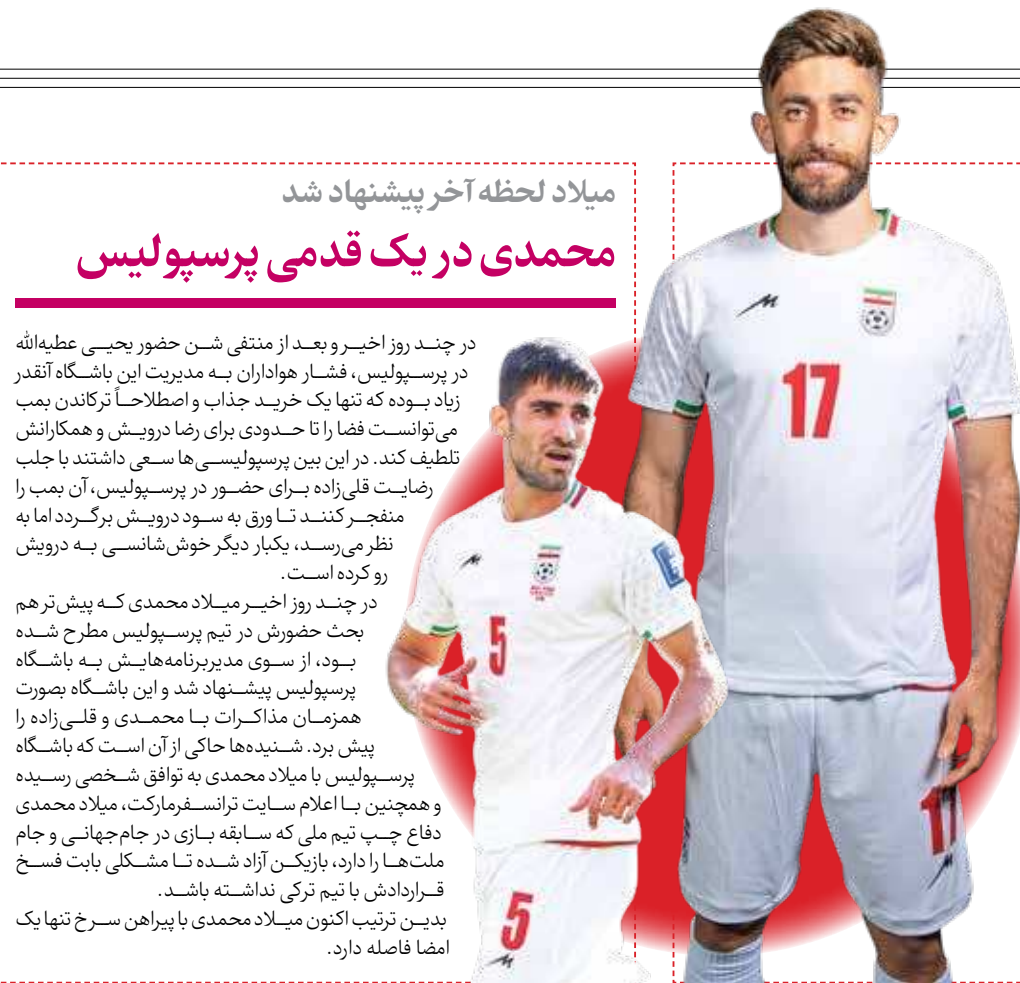 میلاد لحظه آخر پیشنهاد شد
محمدی در یک قدمی پرسپولیس
در چند روز اخیر و بعد از منتفی شن حضور یحیی عطیه‌الله
در پرسپولیس، فشار هواداران به مدیریت این باشگاه آنقدر
زیاد بوده که تنها یک خرید جذاب و اصطلاحاً ترکاندن بمب
می‌توانست فضا را تا حدودی برای رضا درویش و همکارانش
تلطیف کند. در این بین پرسپولیسی‌ها سعی داشتند با جلب
رضایت قلی‌زاده برای حضور در پرسپولیس، آن بمب را
منفجر کنند تا ورق به سود درویش برگردد اما به
نظر می‌رسد، یکبار دیگر خوش‌شانسی به درویش
رو کرده است.
در چند روز اخیر میلاد محمدی که پیش‌تر هم
بحث حضورش در تیم پرسپولیس مطرح شده
بود، از سوی مدیربرنامه‌هایش به باشگاه
پرسپولیس پیشنهاد شد و این باشگاه بصورت
همزمان مذاکرات با محمدی و قلی‌زاده را
پیش برد. شنیده‌ها حاکی از آن است که باشگاه
پرسپولیس با میلاد محمدی به توافق شخصی رسیده
و همچنین با اعلام سایت ترانسفرمارکت، میلاد محمدی
دفاع چپ تیم ملی که سابقه بازی در جام‌جهانی و جام
ملت‌ها را دارد، بازیکن آزاد شده تا مشکلی بابت فسخ
قراردادش با تیم ترکی نداشته باشد.
بدین ترتیب اکنون میلاد محمدی با پیراهن سرخ تنها یک
امضا فاصله دارد.
17
17
5
5